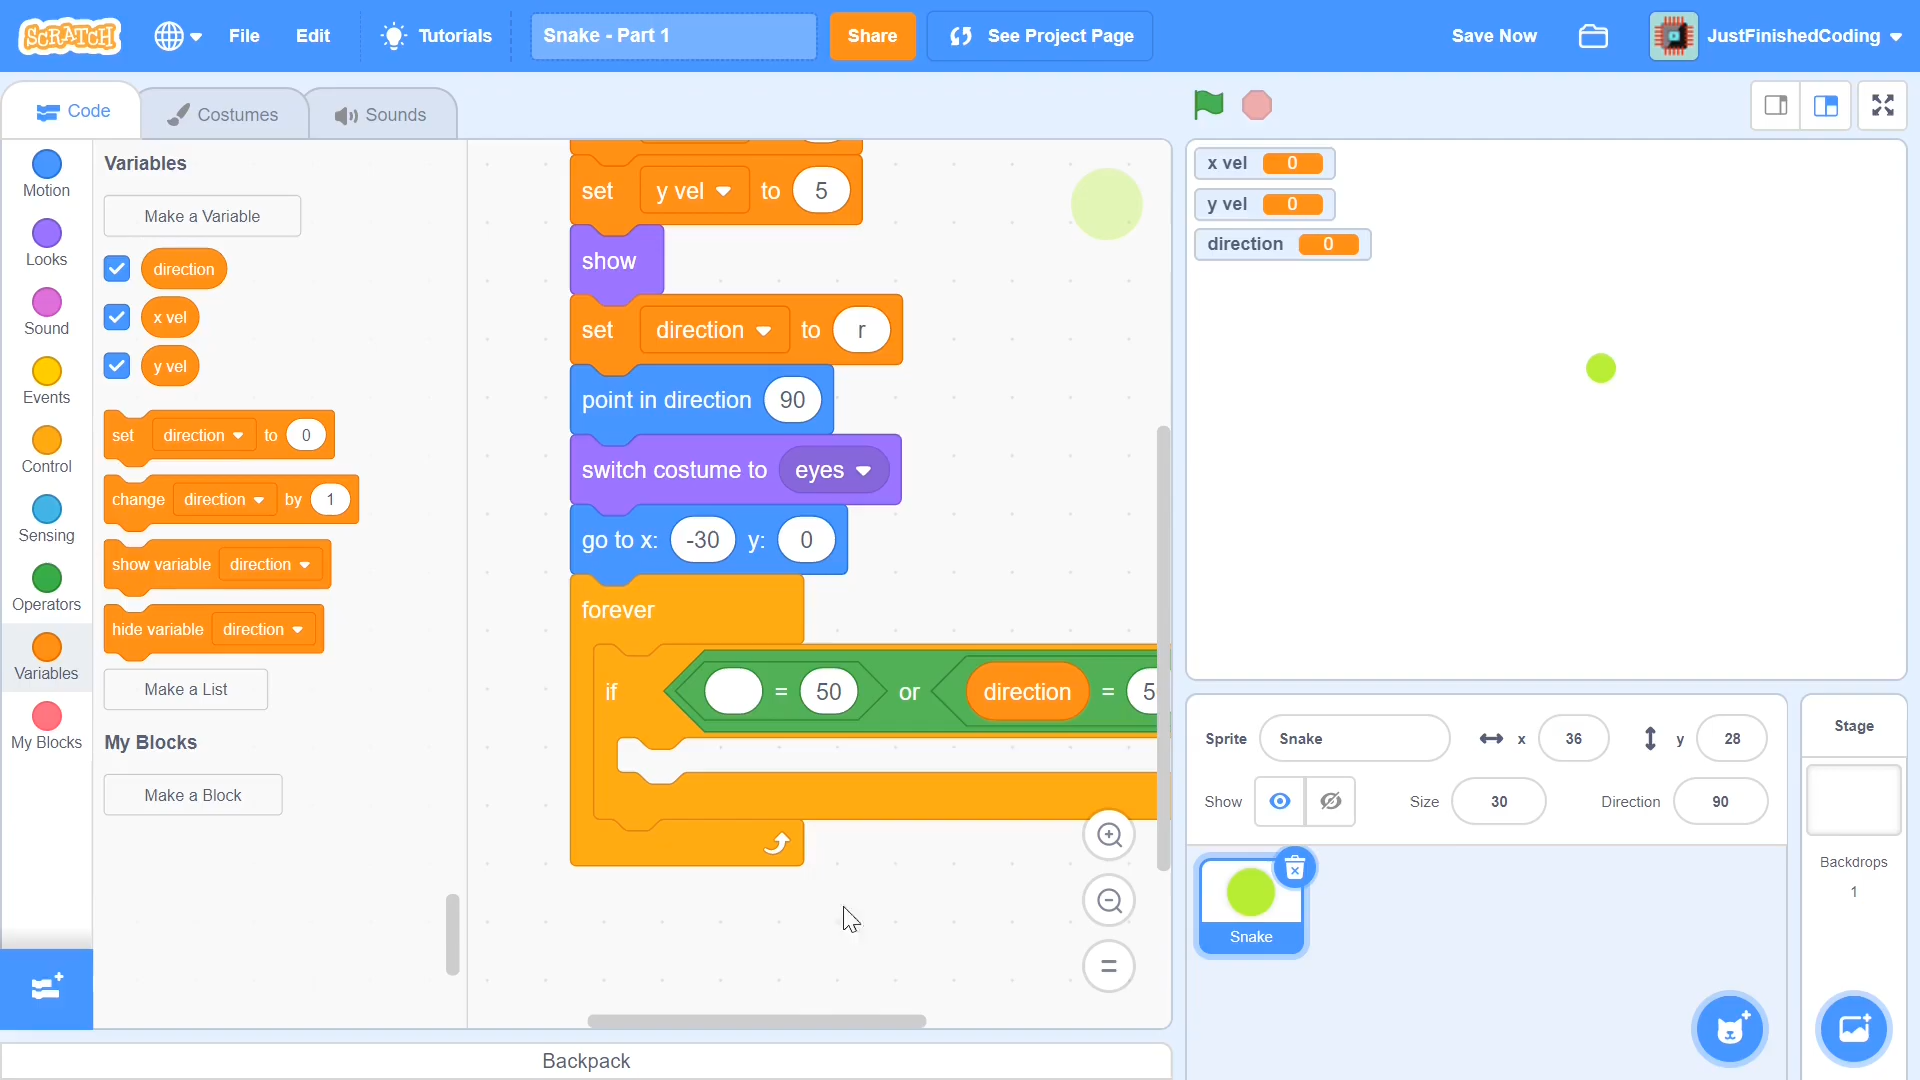 SCRATCH File Edit Tutorials Snake - Part 1 Share See Project Page Save Now JustFinishedCoding
Code Costumes Sounds
Motion
Looks
Sound
Events
Control
Sensing
Operators
Variables
My Blocks
Variables
Make a Variable
direction
x vel
y vel
set direction to 0
change direction by 1
show variable direction
hide variable direction
Make a List
My Blocks
Make a Block
set y vel to 5
show
set direction to r
point in direction 90
switch costume to eyes
go to x: -30 y: 0
forever
if = 50 or direction = 5
Backpack
x vel 0
y vel 0
direction 0
Sprite Snake x 36 y 28
Show Size 30 Direction 90
Snake
Stage
Backdrops
1